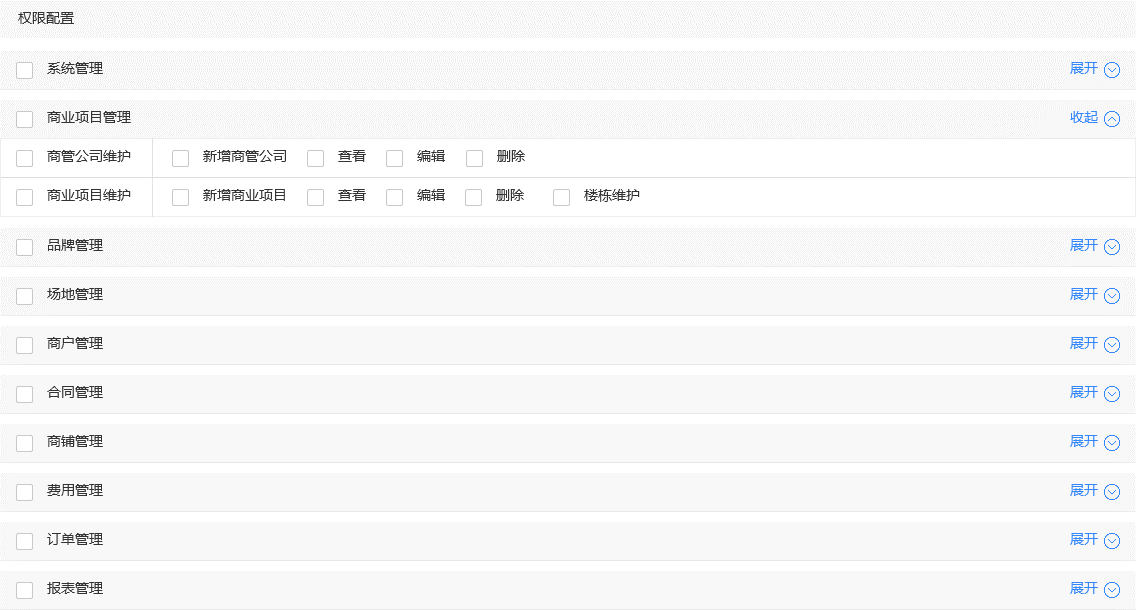 权限配置
系统管理 展开
商业项目管理 收起
商管公司维护 新增商管公司 查看 编辑 删除
商业项目维护 新增商业项目 查看 编辑 删除 楼栋维护
品牌管理 展开
场地管理 展开
商户管理 展开
合同管理 展开
商铺管理 展开
费用管理 展开
订单管理 展开
报表管理 展开